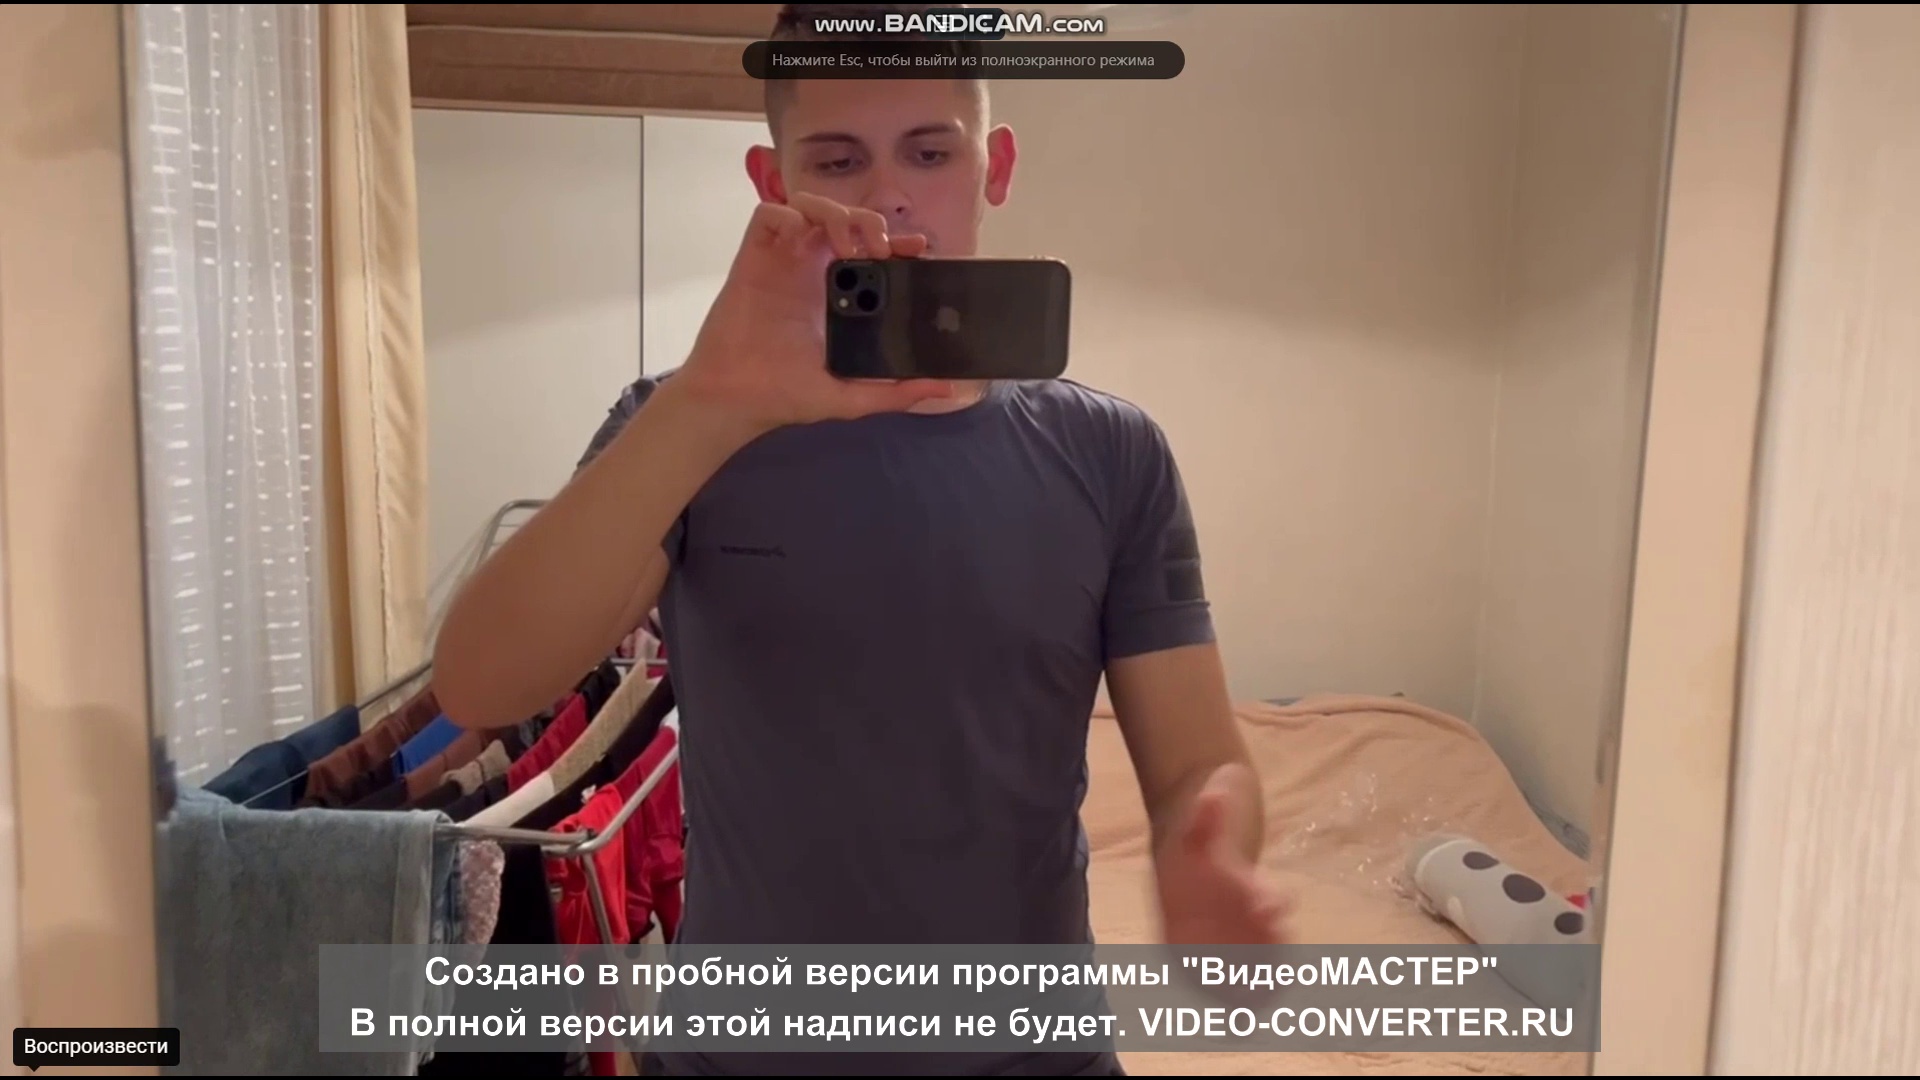 www.BANDICAM.com
Нажмите Esc, чтобы выйти из полноэкранного режима
Создано в пробной версии программы "ВидеоМАСТЕР"
В полной версии этой надписи не будет. VIDEO-CONVERTER.RU
Воспроизвести